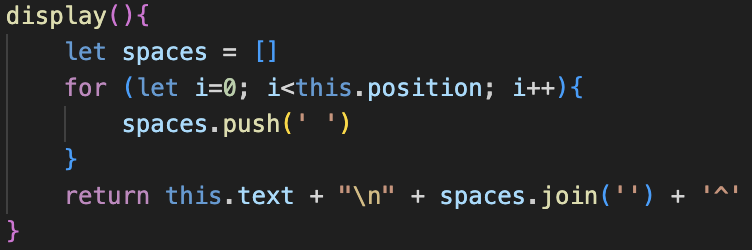 display(){
    let spaces = []
    for (let i=0; i<this.position; i++){
        spaces.push(' ')
    }
    return this.text + "\n" + spaces.join('') + '^'
}